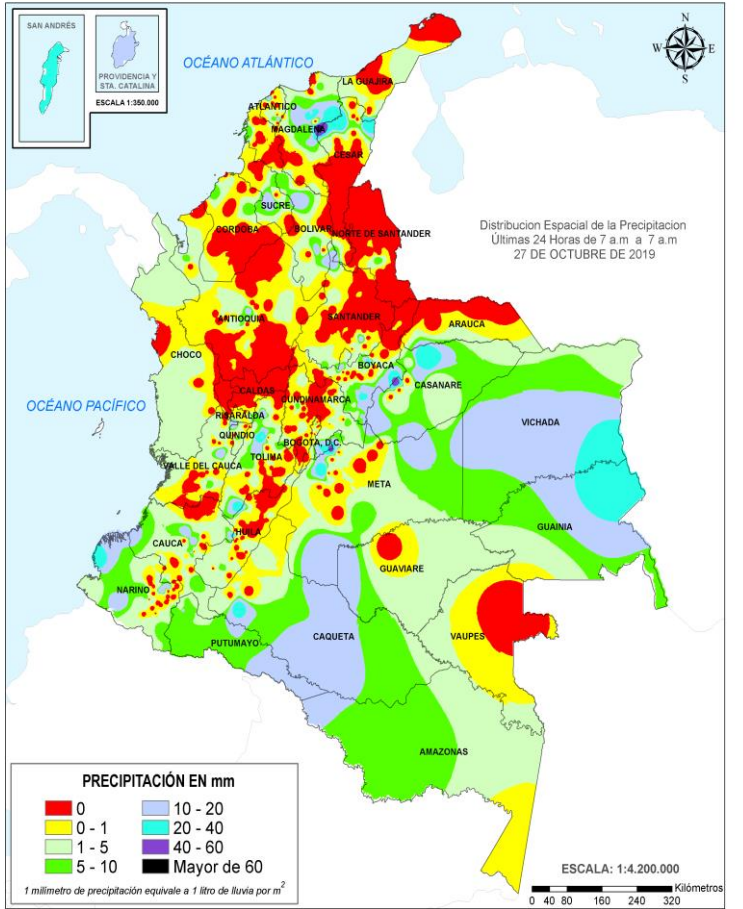 SAN ANDRÉS
PROVIDENCIA Y
STA. CATALINA
ESCALA 1:350.000
N
W
E
S
OCÉANO ATLÁNTICO
LA GUAJIRA
ATLANTICO
MAGDALENA
CESAR
SUCRE
CORDOBA
BOLIVAR
NORTE DE SANTANDER
Distribucion Espacial de la Precipitacion
Últimas 24 Horas de 7 a.m a 7 a.m
27 DE OCTUBRE DE 2019
ANTIOQUIA
SANTANDER
ARAUCA
CHOCO
BOYACA
CASANARE
CALDAS
CUNDINAMARCA
OCÉANO PACÍFICO
RISARALDA
VICHADA
QUINDIO
BOGOTA, D.C.
TOLIMA
VALLE DEL CAUCA
META
GUAINIA
HUILA
CAUCA
GUAVIARE
NARINO
PUTUMAYO
CAQUETA
VAUPES
AMAZONAS
PRECIPITACIÓN EN mm
0
0 - 1
1 - 5
5 - 10
10 - 20
20 - 40
40 - 60
Mayor de 60
1 milimetro de precipitación equivale a 1 litro de lluvia por m²
ESCALA: 1:4.200.000
Kilómetros
0 40 80 160 240 320